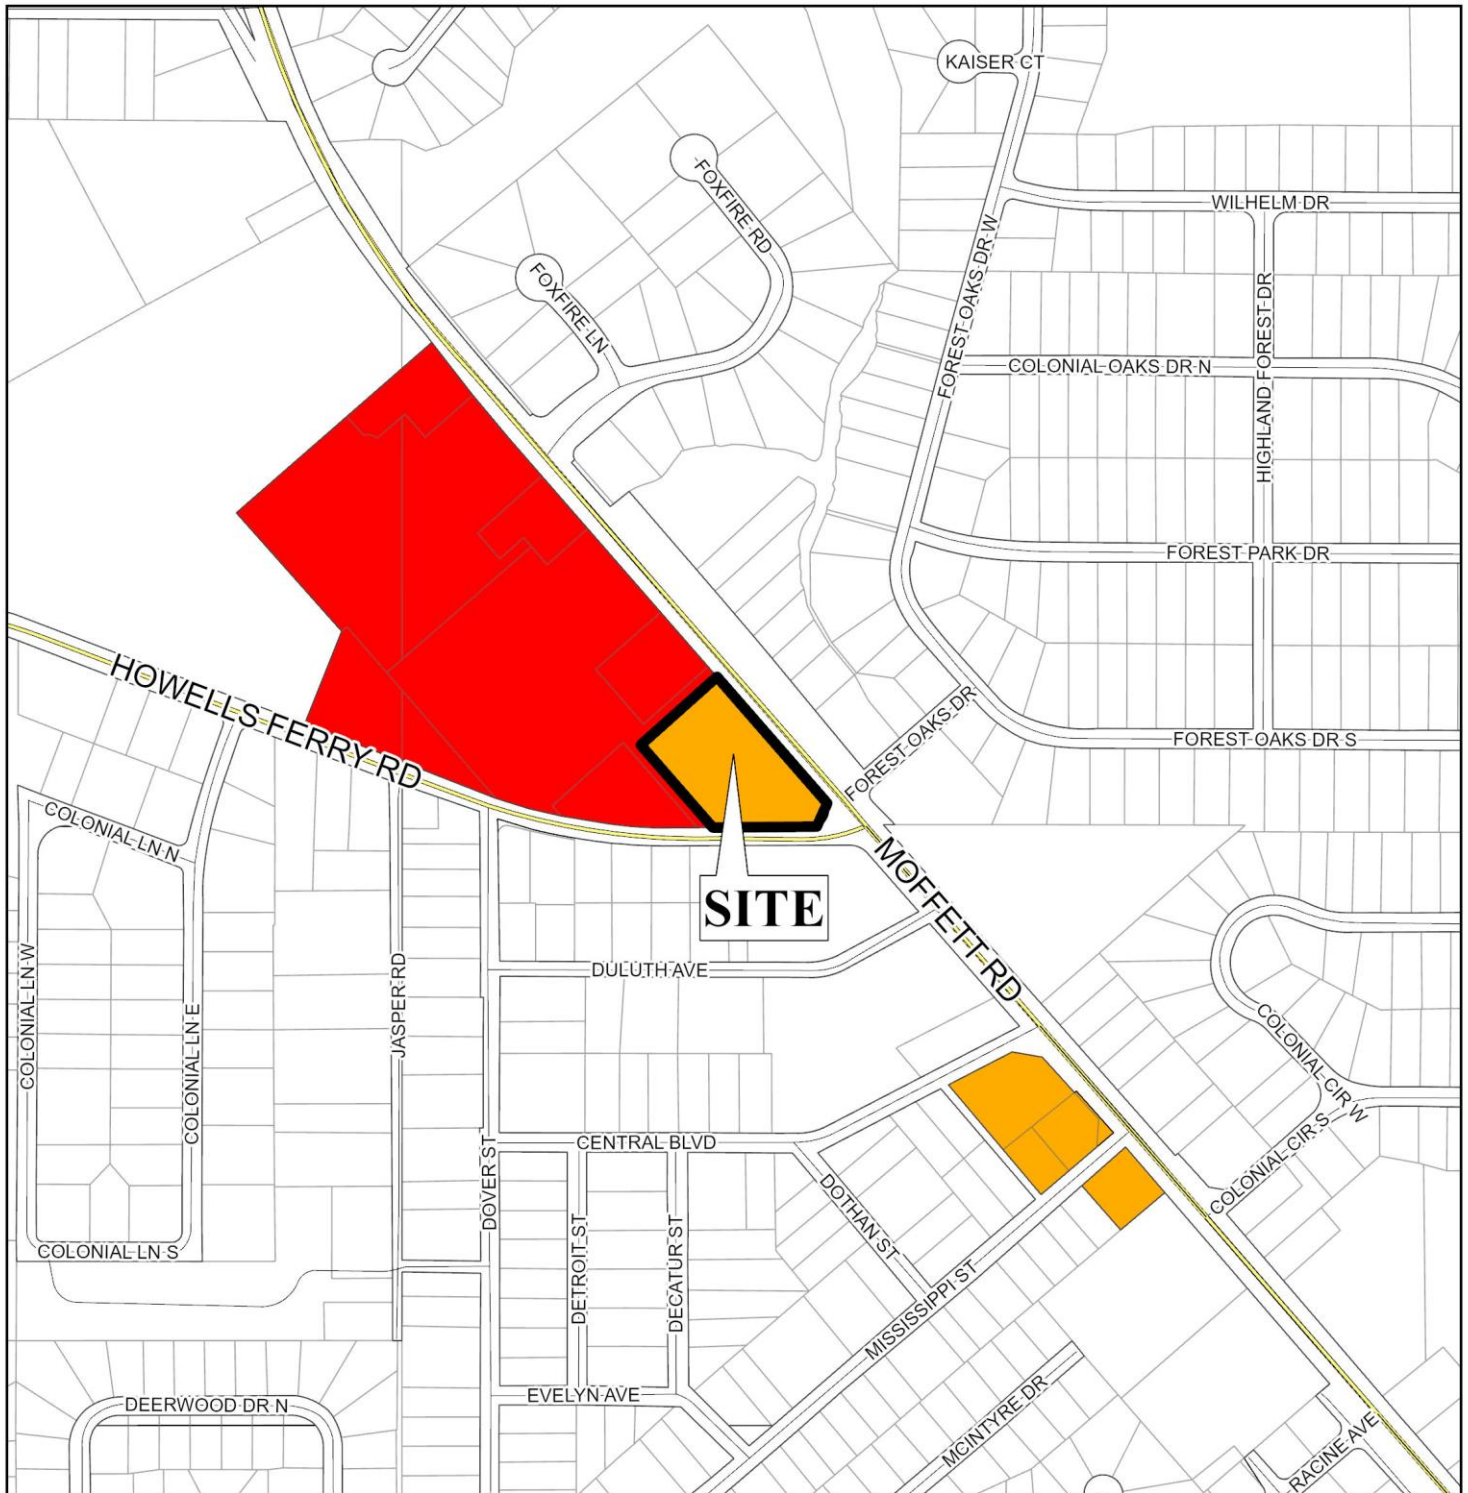 KAISER CT
FOXFIRE RD
WILHELM DR
FOREST OAKS DR W
FOXFIRE LN
HIGHLAND FOREST DR
COLONIAL OAKS DR N
FOREST PARK DR
HOWELLS FERRY RD
FOREST OAKS DR
FOREST OAKS DR S
COLONIAL LN N
MOFFETT RD
SITE
DULUTH AVE
COLONIAL LN W
COLONIAL LN E
JASPER RD
COLONIAL CIR W
CENTRAL BLVD
DOVER ST
COLONIAL CIR S
DOTHAN ST
COLONIAL LN S
DETROIT ST
DECATUR ST
MISSISSIPPI ST
EVELYN AVE
DEERWOOD DR N
MCINTYRE DR
RACINE AVE